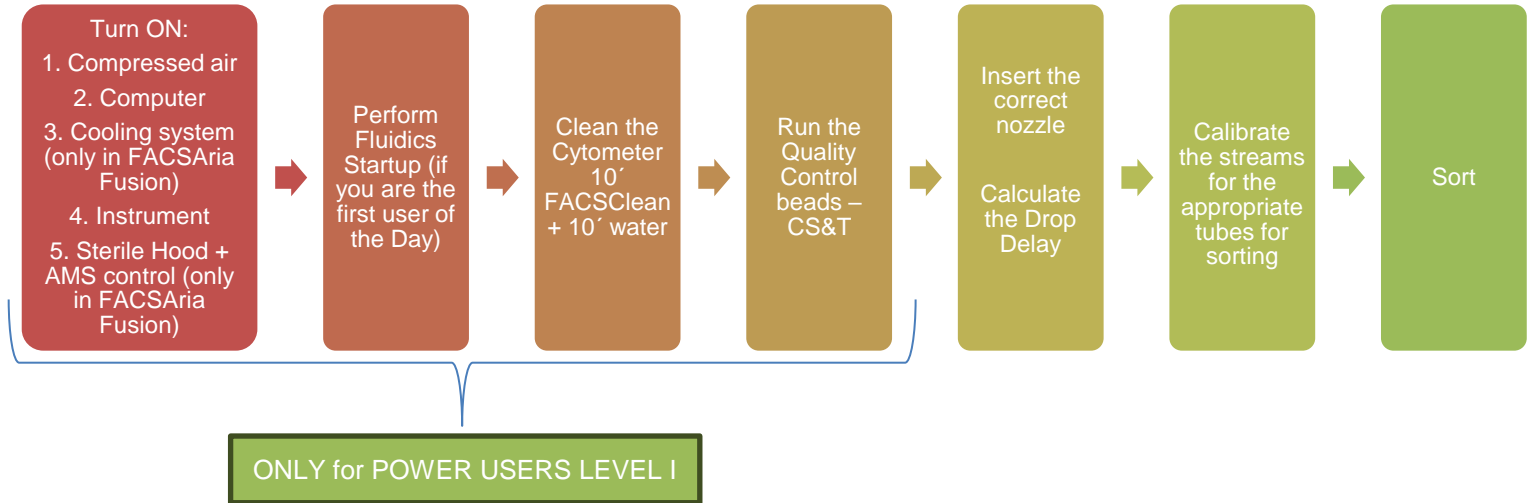 Turn ON:
1. Compressed air
2. Computer
3. Cooling system
(only in FACSAria
Fusion)
4. Instrument
5. Sterile Hood +
AMS control (only
in FACSAria
Fusion)
Perform
Fluidics
Startup (if
you are the
first user of
the Day)
Clean the
Cytometer
10´
FACSClean
+ 10´ water
Run the
Quality
Control
beads –
CS&T
Insert the
correct
nozzle
Calculate
the Drop
Delay
Calibrate
the streams
for the
appropriate
tubes for
sorting
Sort
ONLY for POWER USERS LEVEL I